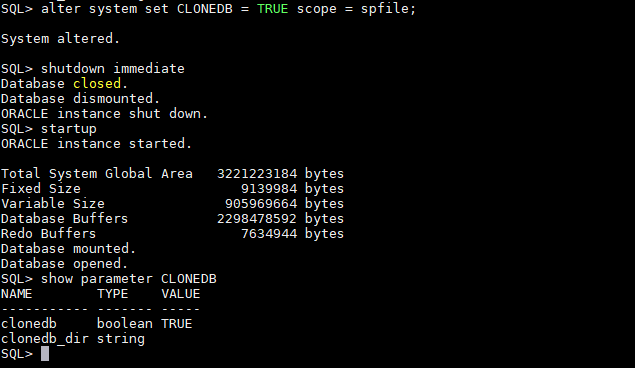 SQL> alter system set CLONEDB = TRUE scope = spfile;
System altered.
SQL> shutdown immediate
Database closed.
Database dismounted.
ORACLE instance shut down.
SQL> startup
ORACLE instance started.
Total System Global Area   3221223184 bytes
Fixed Size                    9139984 bytes
Variable Size               905969664 bytes
Database Buffers           2298478592 bytes
Redo Buffers                  7634944 bytes
Database mounted.
Database opened.
SQL> show parameter CLONEDB
NAME        TYPE    VALUE
----------- ------- -----
clonedb     boolean TRUE
clonedb_dir string
SQL>